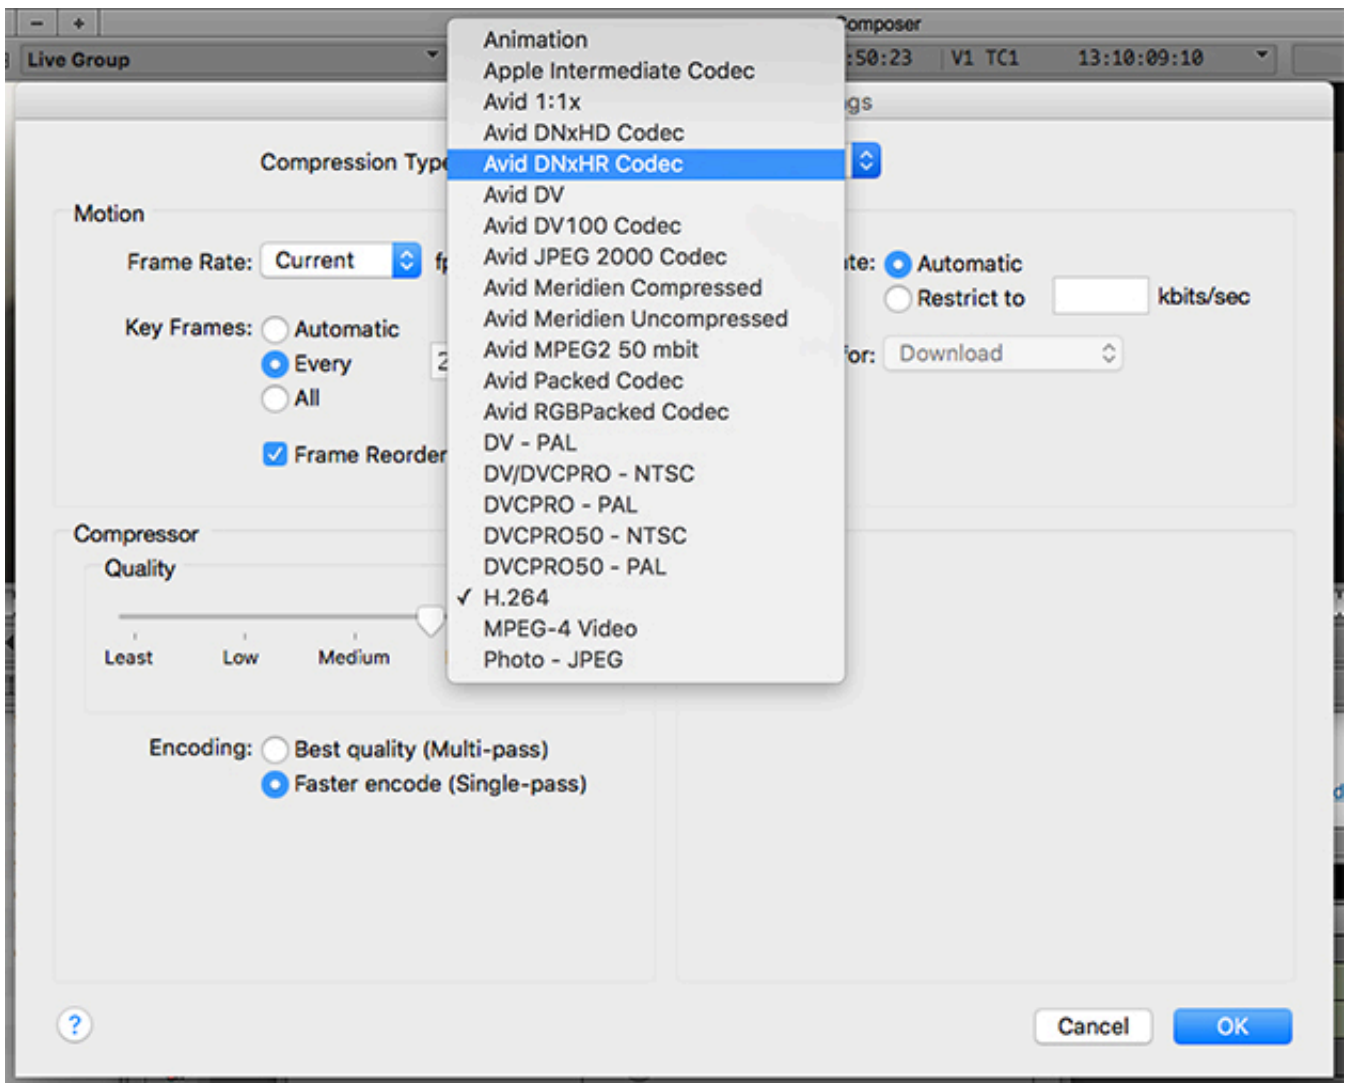 − +
Composer
Live Group
:50:23 V1 TC1 13:10:09:10
gs
Compression Type
Animation
Apple Intermediate Codec
Avid 1:1x
Avid DNxHD Codec
Avid DNxHR Codec
Avid DV
Avid DV100 Codec
Avid JPEG 2000 Codec
Avid Meridien Compressed
Avid Meridien Uncompressed
Avid MPEG2 50 mbit
Avid Packed Codec
Avid RGBPacked Codec
DV - PAL
DV/DVCPRO - NTSC
DVCPRO - PAL
DVCPRO50 - NTSC
DVCPRO50 - PAL
✓ H.264
MPEG-4 Video
Photo - JPEG
Motion
Frame Rate: Current
Key Frames: Automatic
Every 2
All
Frame Reorder
te: Automatic
Restrict to kbits/sec
for: Download
Compressor
Quality
Least Low Medium
Encoding: Best quality (Multi-pass)
Faster encode (Single-pass)
? Cancel OK